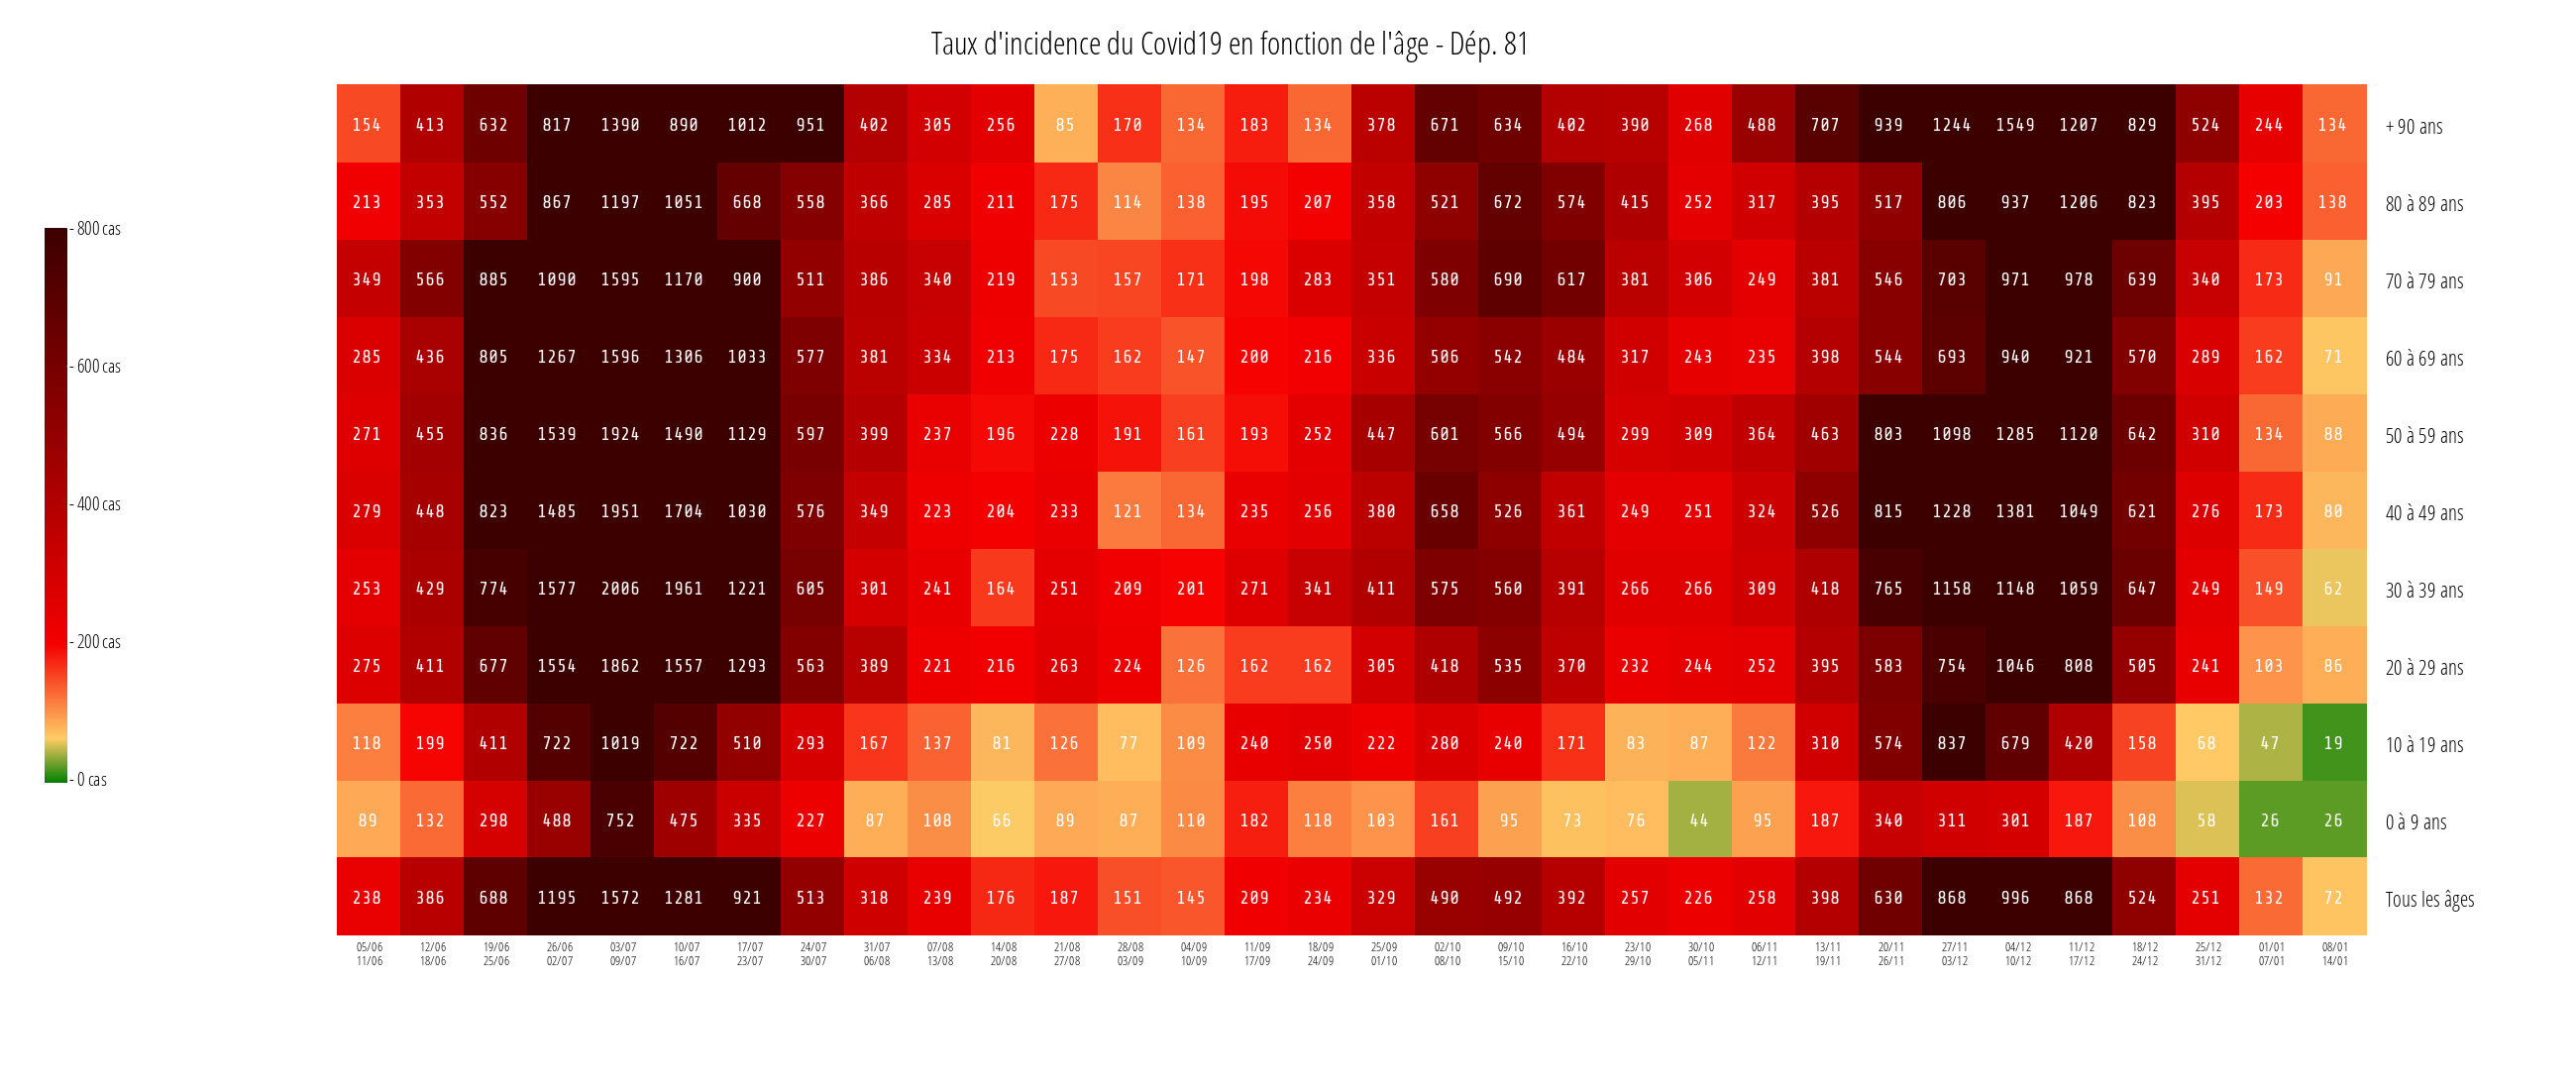 Taux d'incidence du Covid19 en fonction de l'âge - Dép. 81
- 800 cas
- 600 cas
- 400 cas
- 200 cas
- 0 cas
154 413 632 817 1390 890 1012 951 402 305 256 85 170 134 183 134 378 671 634 402 390 268 488 707 939 1244 1549 1207 829 524 244 134 + 90 ans
213 353 552 867 1197 1051 668 558 366 285 211 175 114 138 195 207 358 521 672 574 415 252 317 395 517 806 937 1206 823 395 203 138 80 à 89 ans
349 566 885 1090 1595 1170 900 511 386 340 219 153 157 171 198 283 351 580 690 617 381 306 249 381 546 703 971 978 639 340 173 91 70 à 79 ans
285 436 805 1267 1596 1306 1033 577 381 334 213 175 162 147 200 216 336 506 542 484 317 243 235 398 544 693 940 921 570 289 162 71 60 à 69 ans
271 455 836 1539 1924 1490 1129 597 399 237 196 228 191 161 193 252 447 601 566 494 299 309 364 463 803 1098 1285 1120 642 310 134 88 50 à 59 ans
279 448 823 1485 1951 1704 1030 576 349 223 204 233 121 134 235 256 380 658 526 361 249 251 324 526 815 1228 1381 1049 621 276 173 80 40 à 49 ans
253 429 774 1577 2006 1961 1221 605 301 241 164 251 209 201 271 341 411 575 560 391 266 266 309 418 765 1158 1148 1059 647 249 149 62 30 à 39 ans
275 411 677 1554 1862 1557 1293 563 389 221 216 263 224 126 162 162 305 418 535 370 232 244 252 395 583 754 1046 808 505 241 103 86 20 à 29 ans
118 199 411 722 1019 722 510 293 167 137 81 126 77 109 240 250 222 280 240 171 83 87 122 310 574 837 679 420 158 68 47 19 10 à 19 ans
89 132 298 488 752 475 335 227 87 108 66 89 87 110 182 118 103 161 95 73 76 44 95 187 340 311 301 187 108 58 26 26 0 à 9 ans
238 386 688 1195 1572 1281 921 513 318 239 176 187 151 145 209 234 329 490 492 392 257 226 258 398 630 868 996 868 524 251 132 72 Tous les âges
05/06 12/06 19/06 26/06 03/07 10/07 17/07 24/07 31/07 07/08 14/08 21/08 28/08 04/09 11/09 18/09 25/09 02/10 09/10 16/10 23/10 30/10 06/11 13/11 20/11 27/11 04/12 11/12 18/12 25/12 01/01 08/01
11/06 18/06 25/06 02/07 09/07 16/07 23/07 30/07 06/08 13/08 20/08 27/08 03/09 10/09 17/09 24/09 01/10 08/10 15/10 22/10 29/10 05/11 12/11 19/11 26/11 03/12 10/12 17/12 24/12 31/12 07/01 14/01